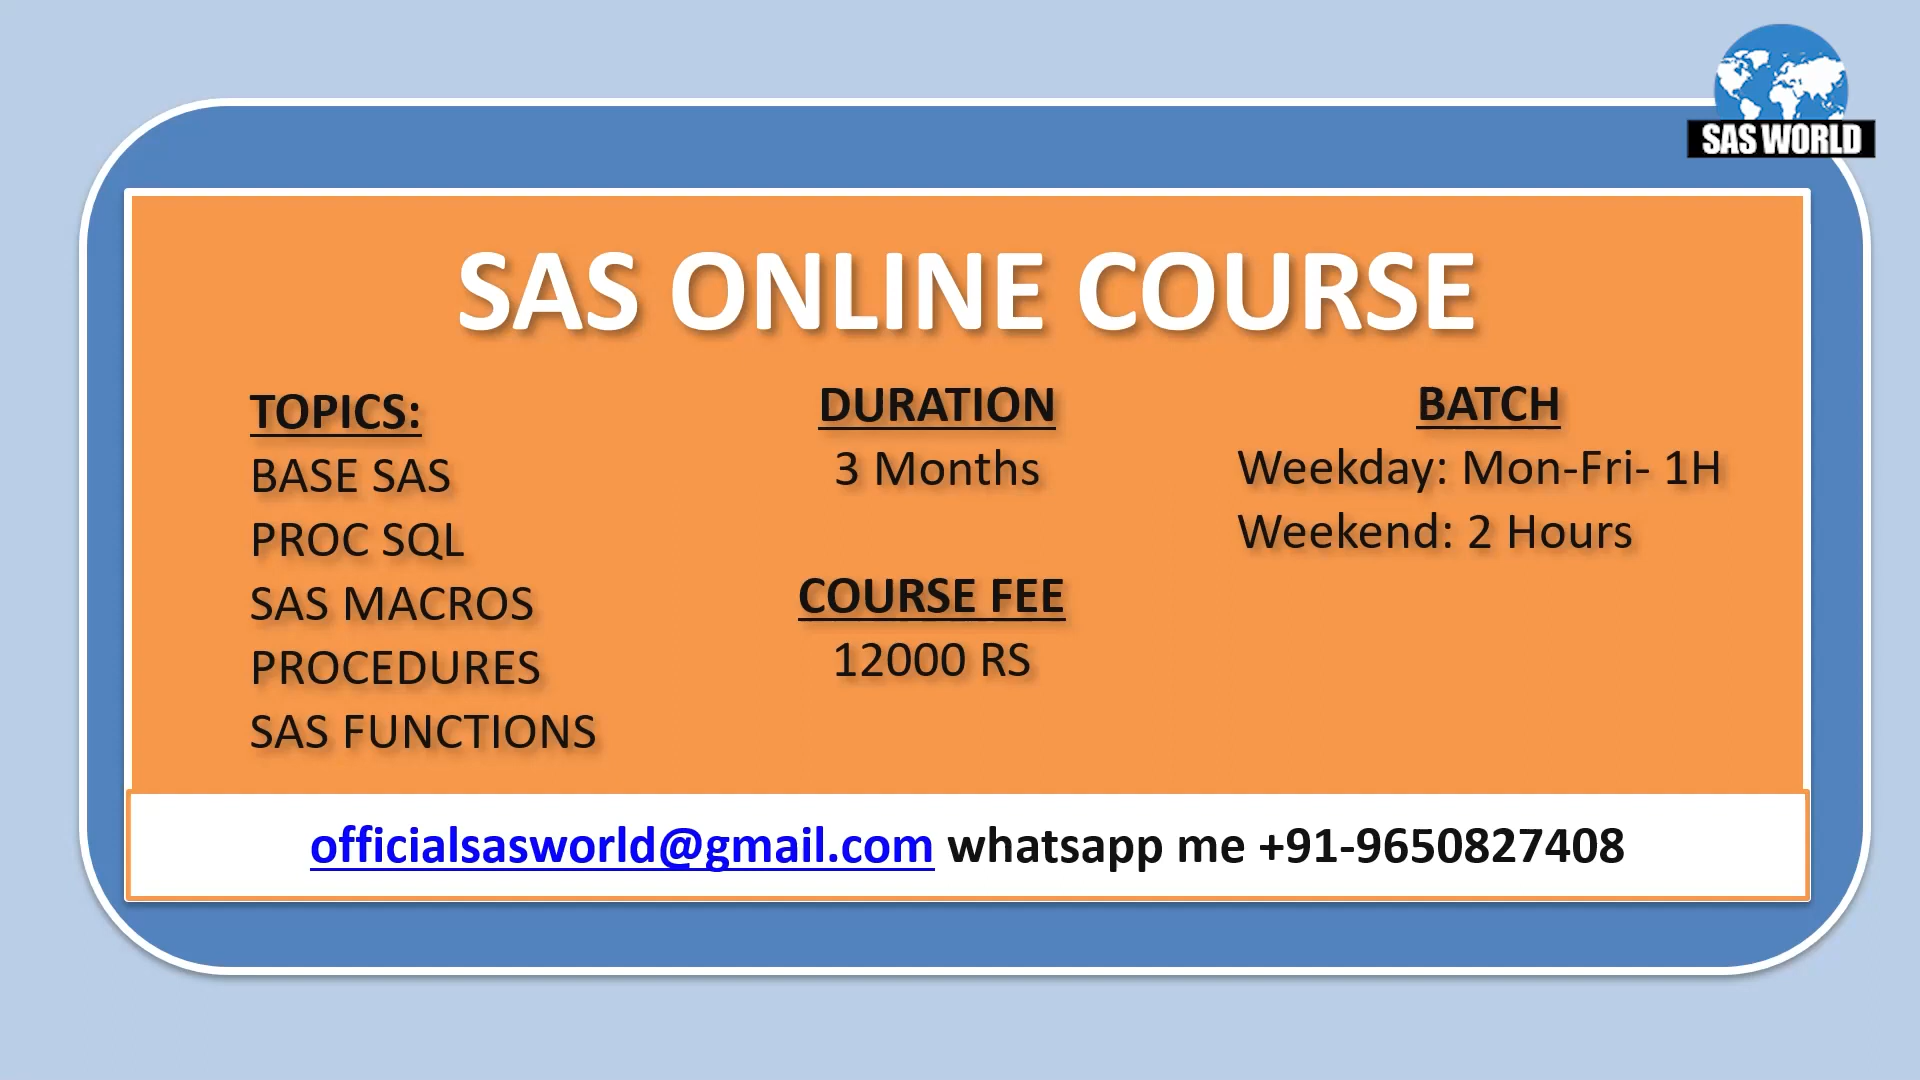 SAS WORLD
SAS ONLINE COURSE
TOPICS:
BASE SAS
PROC SQL
SAS MACROS
PROCEDURES
SAS FUNCTIONS
DURATION
3 Months
COURSE FEE
12000 RS
BATCH
Weekday: Mon-Fri- 1H
Weekend: 2 Hours
officialsasworld@gmail.com whatsapp me +91-9650827408